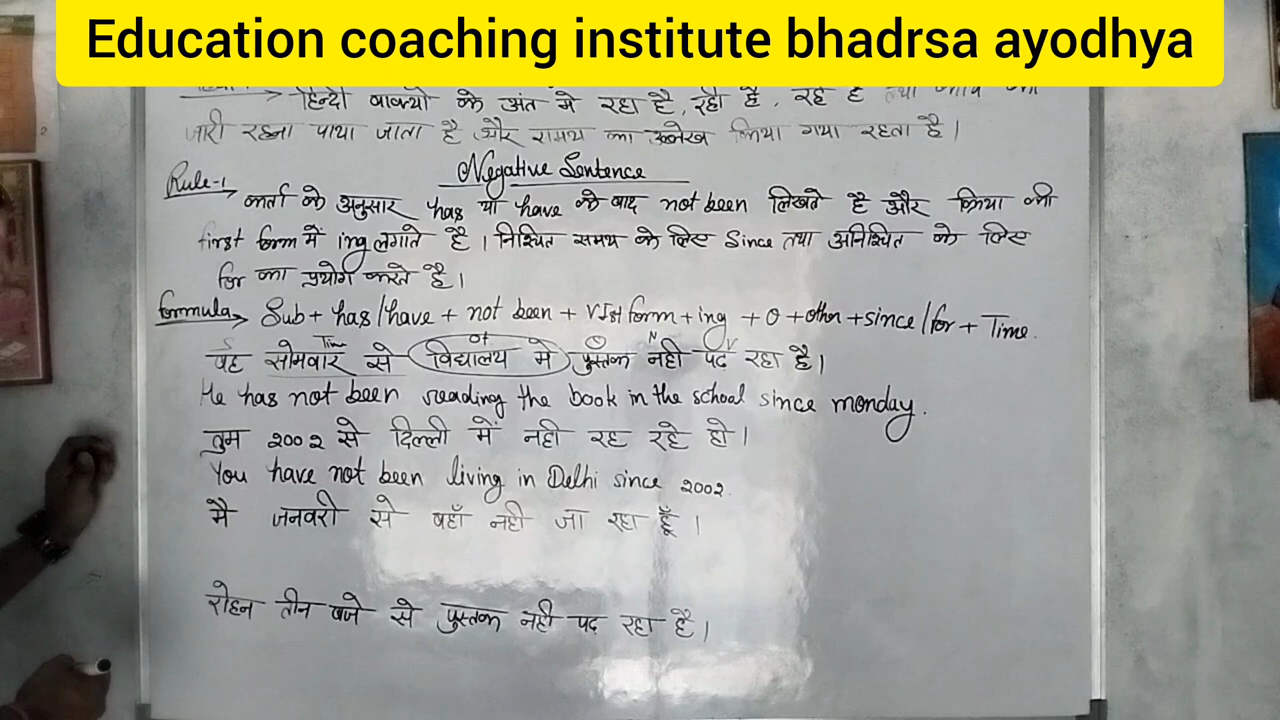 Education coaching institute bhadrsa ayodhya
हिन्दी वाक्यो के अंत मे रहा है, रही है, रहे है तथा
जारी रहना पाया जाता है और समय का उल्लेख किया गया रहता है।
Negative Sentence
Rule-1 कर्ता के अनुसार has या have के बाद not been लिखते है और क्रिया की
first form में ing लगाते है। निश्चित समय के लिए Since तथा अनिश्चित के लिए
for का प्रयोग करते है।
formula Sub + has/have + not been + VIst form + ing + O + other + since/for + Time.
S Time ot O N V
वह सोमवार से विद्यालय मे पुस्तक नही पढ रहा है।
He has not been reading the book in the school since monday.
तुम 2002 से दिल्ली में नही रह रहे हो।
You have not been living in Delhi since 2002.
मै जनवरी से वहाँ नही जा रहा हूँ।
रोहन तीन बजे से पुस्तक नही पढ रहा है।